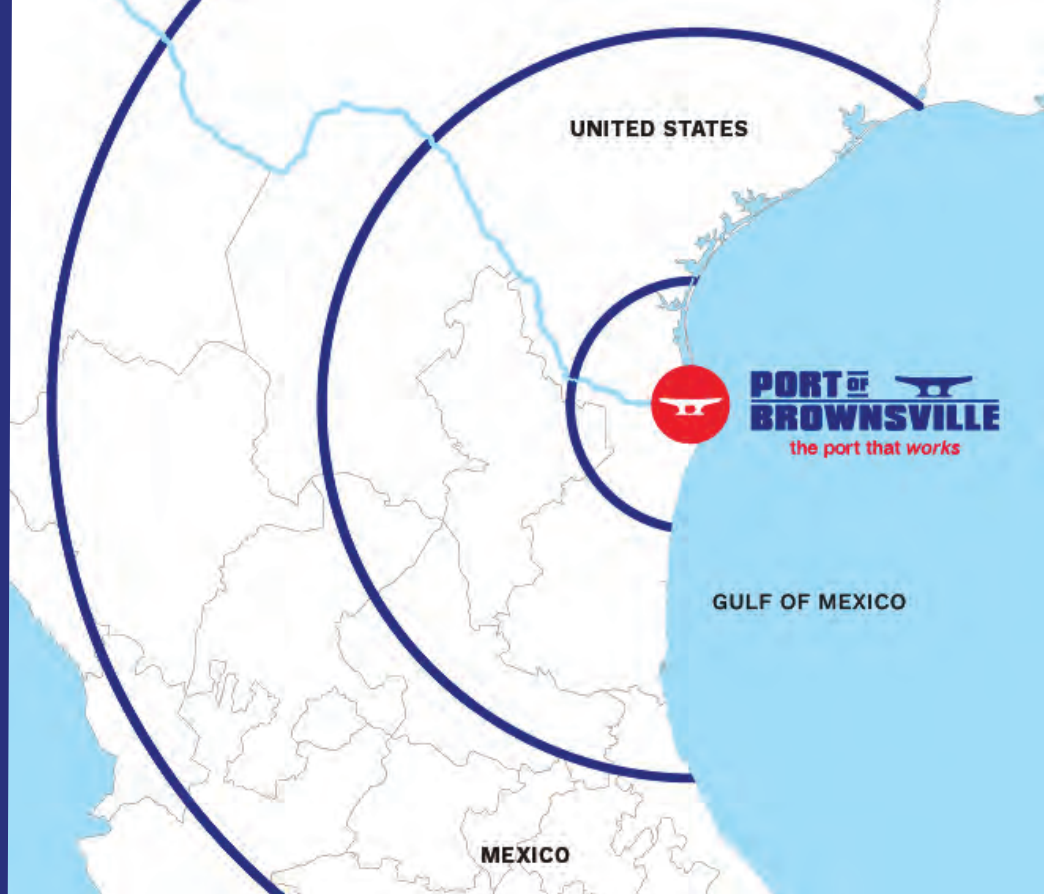 UNITED STATES
PORT OF
BROWNSVILLE
the port that works
GULF OF MEXICO
MEXICO